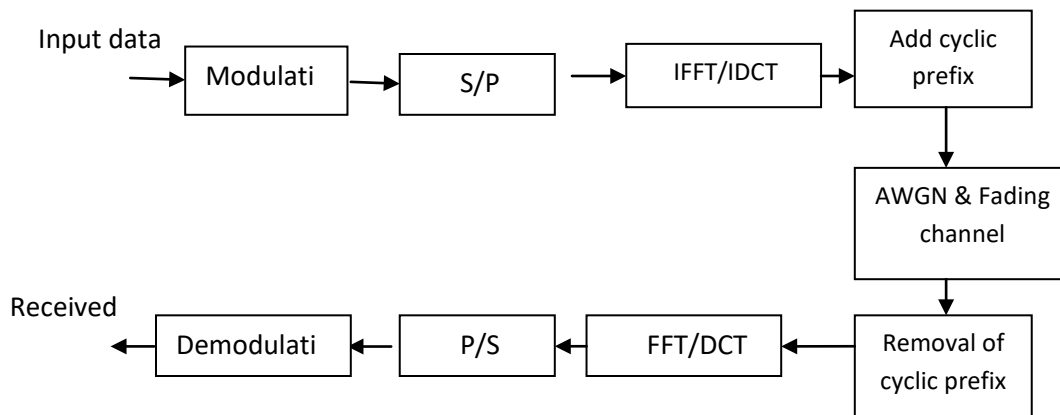 Input data
Modulati
S/P
IFFT/IDCT
Add cyclic
prefix
AWGN & Fading
channel
Received
Demodulati
P/S
FFT/DCT
Removal of
cyclic prefix